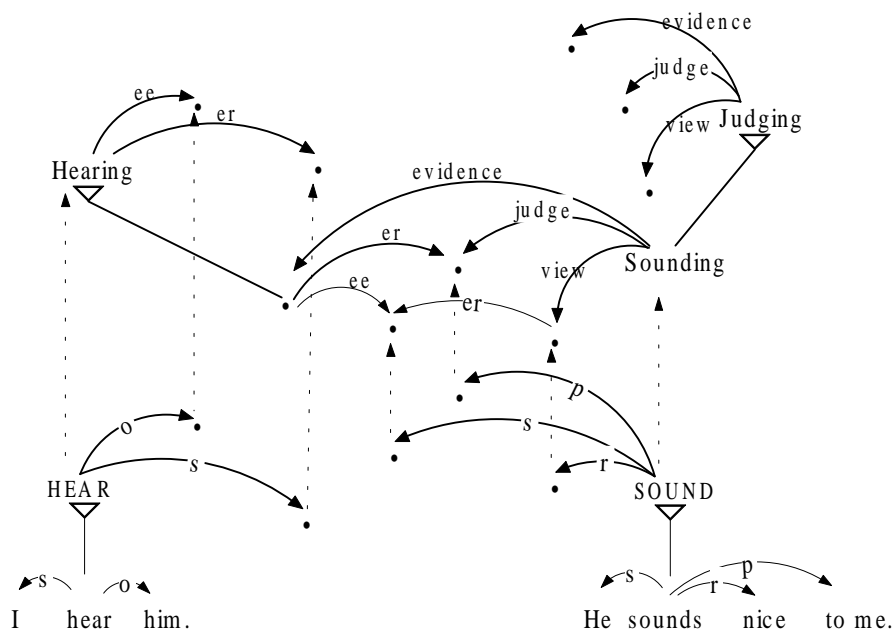 evidence
judge
ee
er
view
Judging
Hearing
evidence
judge
er
view
Sounding
ee
er
p
o
s
s
r
HEAR
SOUND
s
o
s
r
p
I hear him.
He sounds nice to me.